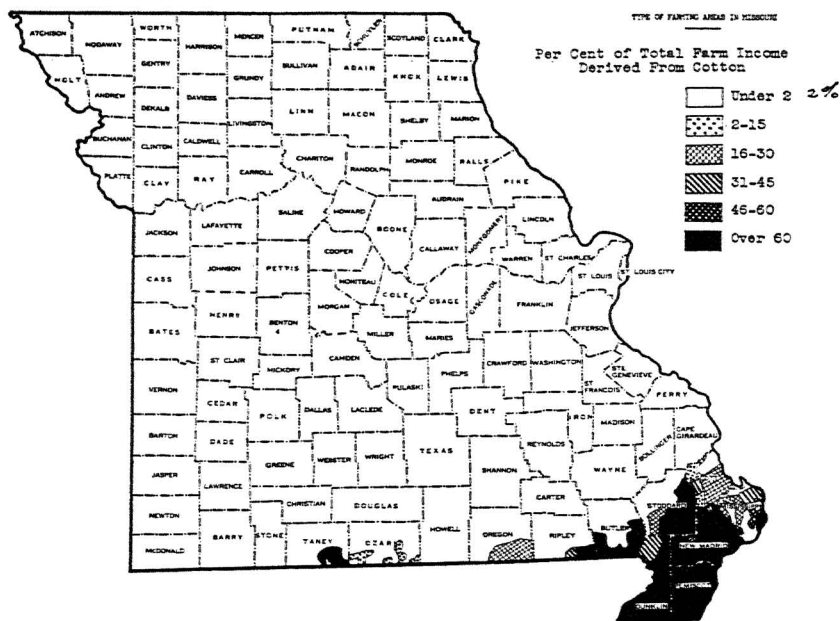 TYPE OF FARMING AREAS IN MISSOURI
Per Cent of Total Farm Income
Derived From Cotton
Under 2 2%
2-15
16-30
31-45
46-60
Over 60
ATCHISON
NODAWAY
WORTH
HARRISON
MERCER
PUTNAM
SCHUYLER
SCOTLAND
CLARK
GENTRY
SULLIVAN
ADAIR
KNOX
LEWIS
HOLT
ANDREW
DEKALB
DAVIESS
GRUNDY
LINN
MACON
SHELBY
MARION
BUCHANAN
CLINTON
CALDWELL
LIVINGSTON
CHARITON
RANDOLPH
MONROE
RALLS
PLATTE
CLAY
RAY
CARROLL
PIKE
AUDRAIN
JACKSON
LAFAYETTE
SALINE
HOWARD
BOONE
CALLAWAY
MONTGOMERY
LINCOLN
WARREN
ST CHARLES
ST LOUIS
ST LOUIS CITY
CASS
JOHNSON
PETTIS
COOPER
MONITEAU
COLE
OSAGE
GASCONADE
FRANKLIN
JEFFERSON
BATES
HENRY
BENTON
MORGAN
MILLER
MARIES
ST CLAIR
HICKORY
CAMDEN
PULASKI
PHELPS
CRAWFORD
WASHINGTON
STE GENEVIEVE
ST FRANCOIS
PERRY
VERNON
CEDAR
POLK
DALLAS
LACLEDE
DENT
IRON
MADISON
BOLLINGER
CAPE GIRARDEAU
BARTON
DADE
GREENE
WEBSTER
WRIGHT
TEXAS
SHANNON
REYNOLDS
WAYNE
JASPER
LAWRENCE
CHRISTIAN
DOUGLAS
CARTER
STODDARD
NEWTON
MCDONALD
BARRY
STONE
TANEY
OZARK
HOWELL
OREGON
RIPLEY
BUTLER
NEW MADRID
PEMISCOT
DUNKLIN